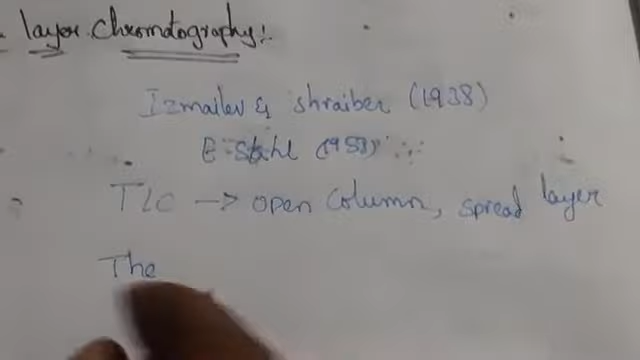 layer Chromatography:
Izmailov & Shraiber (1938)
E. Stahl (1958)
TLC → open Column, spread layer
The